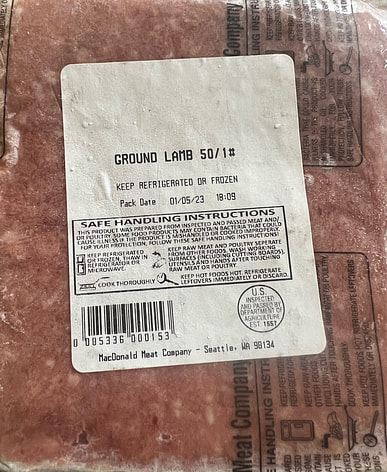 GROUND LAMB 50/1#
KEEP REFRIGERATED OR FROZEN
Pack Date 01/05/23 18:09
SAFE HANDLING INSTRUCTIONS
THIS PRODUCT WAS PREPARED FROM INSPECTED AND PASSED MEAT AND/
OR POULTRY. SOME FOOD PRODUCTS MAY CONTAIN BACTERIA THAT COULD
CAUSE ILLNESS IF THE PRODUCT IS MISHANDLED OR COOKED IMPROPERLY.
FOR YOUR PROTECTION, FOLLOW THESE SAFE HANDLING INSTRUCTIONS!
KEEP REFRIGERATED
OR FROZEN, THAW IN
REFRIGERATOR OR
MICROWAVE.
KEEP RAW MEAT AND POULTRY SEPERATE
FROM OTHER FOODS. WASH WORKING
SURFACES (INCLUDING CUTTING BOARDS),
UTENSILS AND HANDS AFTER TOUCHING
RAW MEAT OR POULTRY.
COOK THOROUGHLY
KEEP HOT FOODS HOT. REFRIGERATE
LEFTOVERS IMMEDIATELY OR DISCARD.
U.S.
INSPECTED
AND PASSED BY
DEPARTMENT OF
AGRICULTURE
EST. 1557
0 005336 000153
MacDonald Meat Company - Seattle, WA 98134
Company
Meat Company
HANDLING INSTR